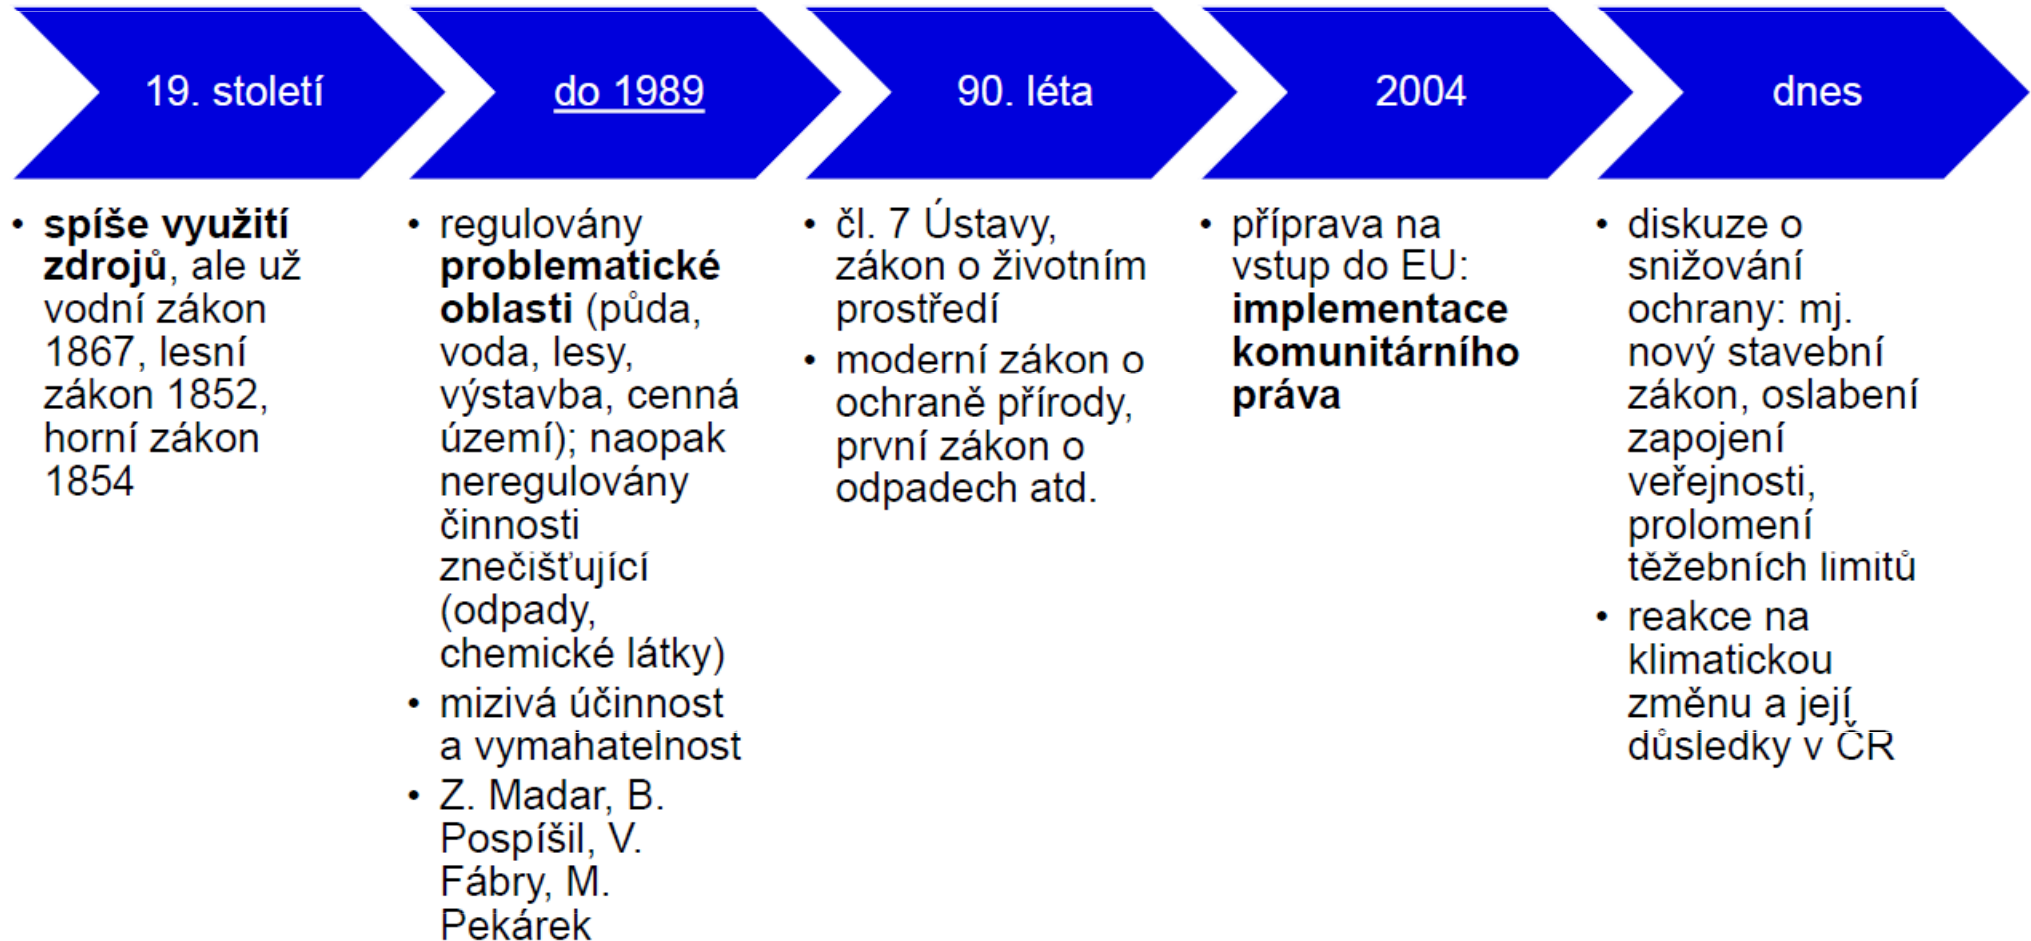 19. století
do 1989
90. léta
2004
dnes
• spíše využití
zdrojů, ale už
vodní zákon
1867, lesní
zákon 1852,
horní zákon
1854
• regulovány
problematické
oblasti (půda,
voda, lesy,
výstavba, cenná
území); naopak
neregulovány
činnosti
znečišťující
(odpady,
chemické látky)
• mizivá účinnost
a vymahatelnost
• Z. Madar, B.
Pospíšil, V.
Fábry, M.
Pekárek
• čl. 7 Ústavy,
zákon o životním
prostředí
• moderní zákon o
ochraně přírody,
první zákon o
odpadech atd.
• příprava na
vstup do EU:
implementace
komunitárního
práva
• diskuze o
snižování
ochrany: mj.
nový stavební
zákon, oslabení
zapojení
veřejnosti,
prolomení
těžebních limitů
• reakce na
klimatickou
změnu a její
důsledky v ČR